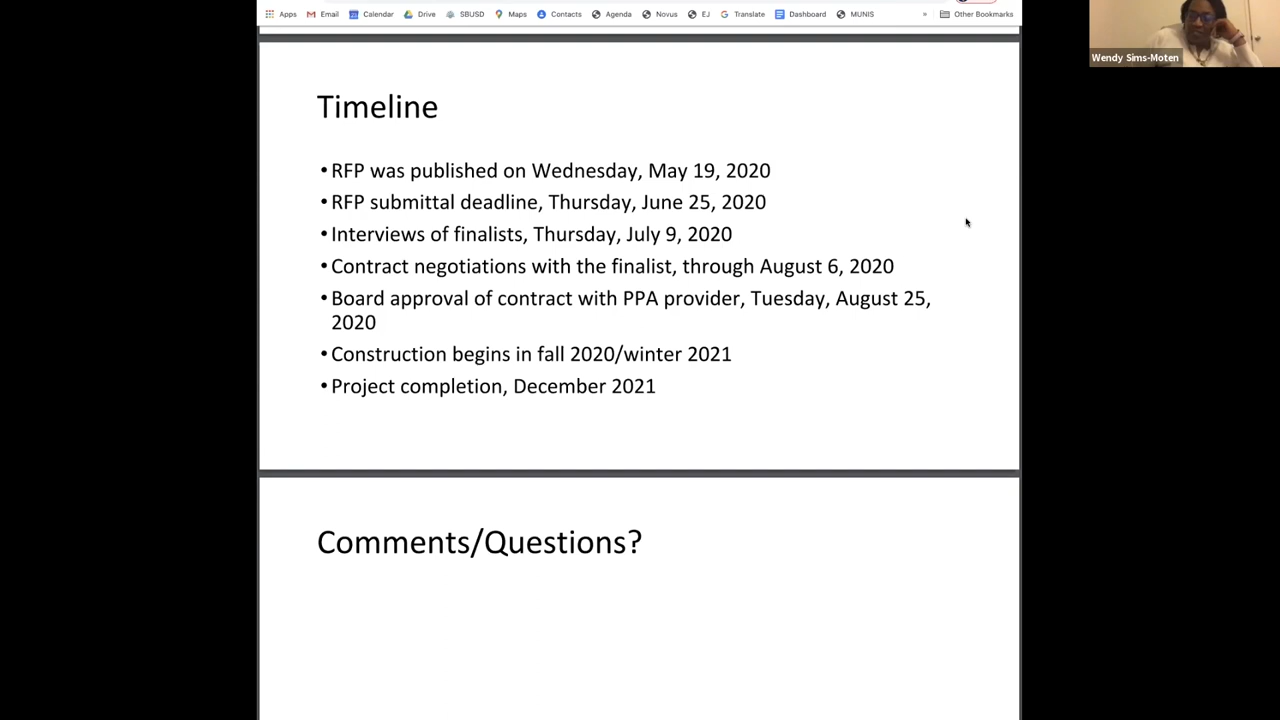 Apps Email Calendar Drive SBUSD Maps Contacts Agenda Novus EJ Translate Dashboard MUNIS » Other Bookmarks
Wendy Sims-Moten
Timeline
•RFP was published on Wednesday, May 19, 2020
•RFP submittal deadline, Thursday, June 25, 2020
•Interviews of finalists, Thursday, July 9, 2020
•Contract negotiations with the finalist, through August 6, 2020
•Board approval of contract with PPA provider, Tuesday, August 25,
2020
•Construction begins in fall 2020/winter 2021
•Project completion, December 2021
Comments/Questions?